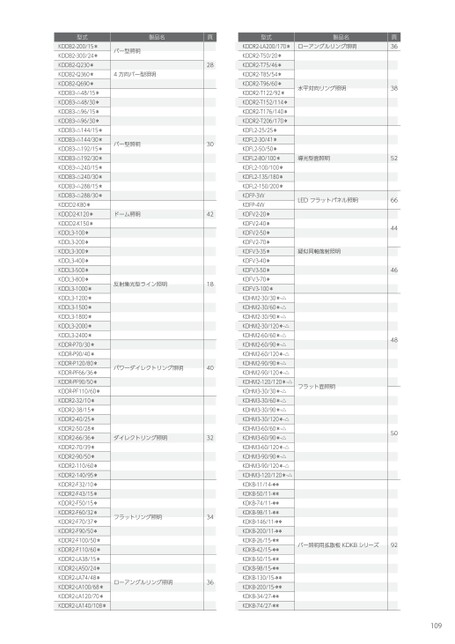 型式 製品名 頁
KDDB2-200/15＊ バー型照明 28
KDDB2-300/24＊
KDDB2-Q230＊ 4方向バー型照明
KDDB2-Q360＊
KDDB2-Q690＊
KDDB3-△48/15＊ バー型照明 30
KDDB3-△48/30＊
KDDB3-△96/15＊
KDDB3-△96/30＊
KDDB3-△144/15＊
KDDB3-△144/30＊
KDDB3-△192/15＊
KDDB3-△192/30＊
KDDB3-△240/15＊
KDDB3-△240/30＊
KDDB3-△288/15＊
KDDB3-△288/30＊
KDDD2-K80＊ ドーム照明 42
KDDD2-K120＊
KDDD2-K150＊
KDDL3-100＊ 反射集光型ライン照明 18
KDDL3-200＊
KDDL3-300＊
KDDL3-400＊
KDDL3-500＊
KDDL3-800＊
KDDL3-1000＊
KDDL3-1200＊
KDDL3-1500＊
KDDL3-1800＊
KDDL3-2000＊
KDDL3-2400＊
KDDR-P70/30＊ パワーダイレクトリング照明 40
KDDR-P90/40＊
KDDR-P120/80＊
KDDR-PF66/36＊
KDDR-PF90/50＊
KDDR-PF110/60＊
KDDR2-32/10＊ ダイレクトリング照明 32
KDDR2-38/15＊
KDDR2-40/25＊
KDDR2-50/28＊
KDDR2-66/36＊
KDDR2-70/39＊
KDDR2-90/50＊
KDDR2-110/60＊
KDDR2-140/95＊
KDDR2-F32/10＊ フラットリング照明 34
KDDR2-F43/15＊
KDDR2-F50/15＊
KDDR2-F60/32＊
KDDR2-F70/37＊
KDDR2-F90/50＊
KDDR2-F100/50＊
KDDR2-F110/60＊
KDDR2-LA38/15＊ ローアングルリング照明 36
KDDR2-LA50/24＊
KDDR2-LA74/48＊
KDDR2-LA100/68＊
KDDR2-LA120/70＊
KDDR2-LA140/108＊
型式 製品名 頁
KDDR2-LA200/170＊ ローアングルリング照明 36
KDDR2-T50/28＊ 水平対向リング照明 38
KDDR2-T75/46＊
KDDR2-T85/54＊
KDDR2-T96/60＊
KDDR2-T122/92＊
KDDR2-T152/114＊
KDDR2-T176/140＊
KDDR2-T206/170＊
KDFL2-25/25＊ 導光型面照明 52
KDFL2-30/41＊
KDFL2-50/50＊
KDFL2-80/100＊
KDFL2-100/100＊
KDFL2-135/180＊
KDFL2-150/200＊
KDFP-3W LED フラットパネル照明 66
KDFP-4W
KDFV2-20＊ 疑似同軸面射照明 44
KDFV2-40＊
KDFV2-50＊
KDFV2-70＊
KDFV3-35＊ 46
KDFV3-40＊
KDFV3-50＊
KDFV3-70＊
KDFV3-100＊
KDHM2-30/30＊-△ フラット面照明 48
KDHM2-30/60＊-△
KDHM2-30/90＊-△
KDHM2-30/120＊-△
KDHM2-60/60＊-△
KDHM2-60/90＊-△
KDHM2-60/120＊-△
KDHM2-90/90＊-△
KDHM2-90/120＊-△
KDHM2-120/120＊-△
KDHM3-30/30＊-△ 50
KDHM3-30/60＊-△
KDHM3-30/90＊-△
KDHM3-30/120＊-△
KDHM3-60/60＊-△
KDHM3-60/90＊-△
KDHM3-60/120＊-△
KDHM3-90/90＊-△
KDHM3-90/120＊-△
KDHM3-120/120＊-△
KDKB-11/14-＊＊ バー照明用拡散板 KDKB シリーズ 92
KDKB-50/11-＊＊
KDKB-74/11-＊＊
KDKB-98/11-＊＊
KDKB-146/11-＊＊
KDKB-200/11-＊＊
KDKB-26/15-＊＊
KDKB-42/15-＊＊
KDKB-50/15-＊＊
KDKB-98/15-＊＊
KDKB-130/15-＊＊
KDKB-200/15-＊＊
KDKB-34/27-＊＊
KDKB-74/27-＊＊
109